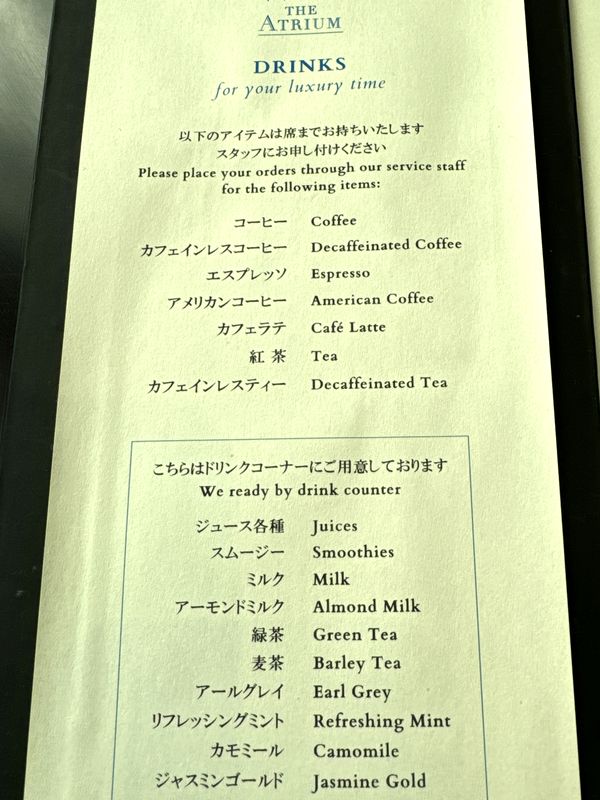 THE
ATRIUM
DRINKS
for your luxury time
以下のアイテムは席までお持ちいたします
スタッフにお申し付けください
Please place your orders through our service staff
for the following items:
コーヒー Coffee
カフェインレスコーヒー Decaffeinated Coffee
エスプレッソ Espresso
アメリカンコーヒー American Coffee
カフェラテ Café Latte
紅 茶 Tea
カフェインレスティー Decaffeinated Tea
こちらはドリンクコーナーにご用意しております
We ready by drink counter
ジュース各種 Juices
スムージー Smoothies
ミルク Milk
アーモンドミルク Almond Milk
緑茶 Green Tea
麦茶 Barley Tea
アールグレイ Earl Grey
リフレッシングミント Refreshing Mint
カモミール Camomile
ジャスミンゴールド Jasmine Gold